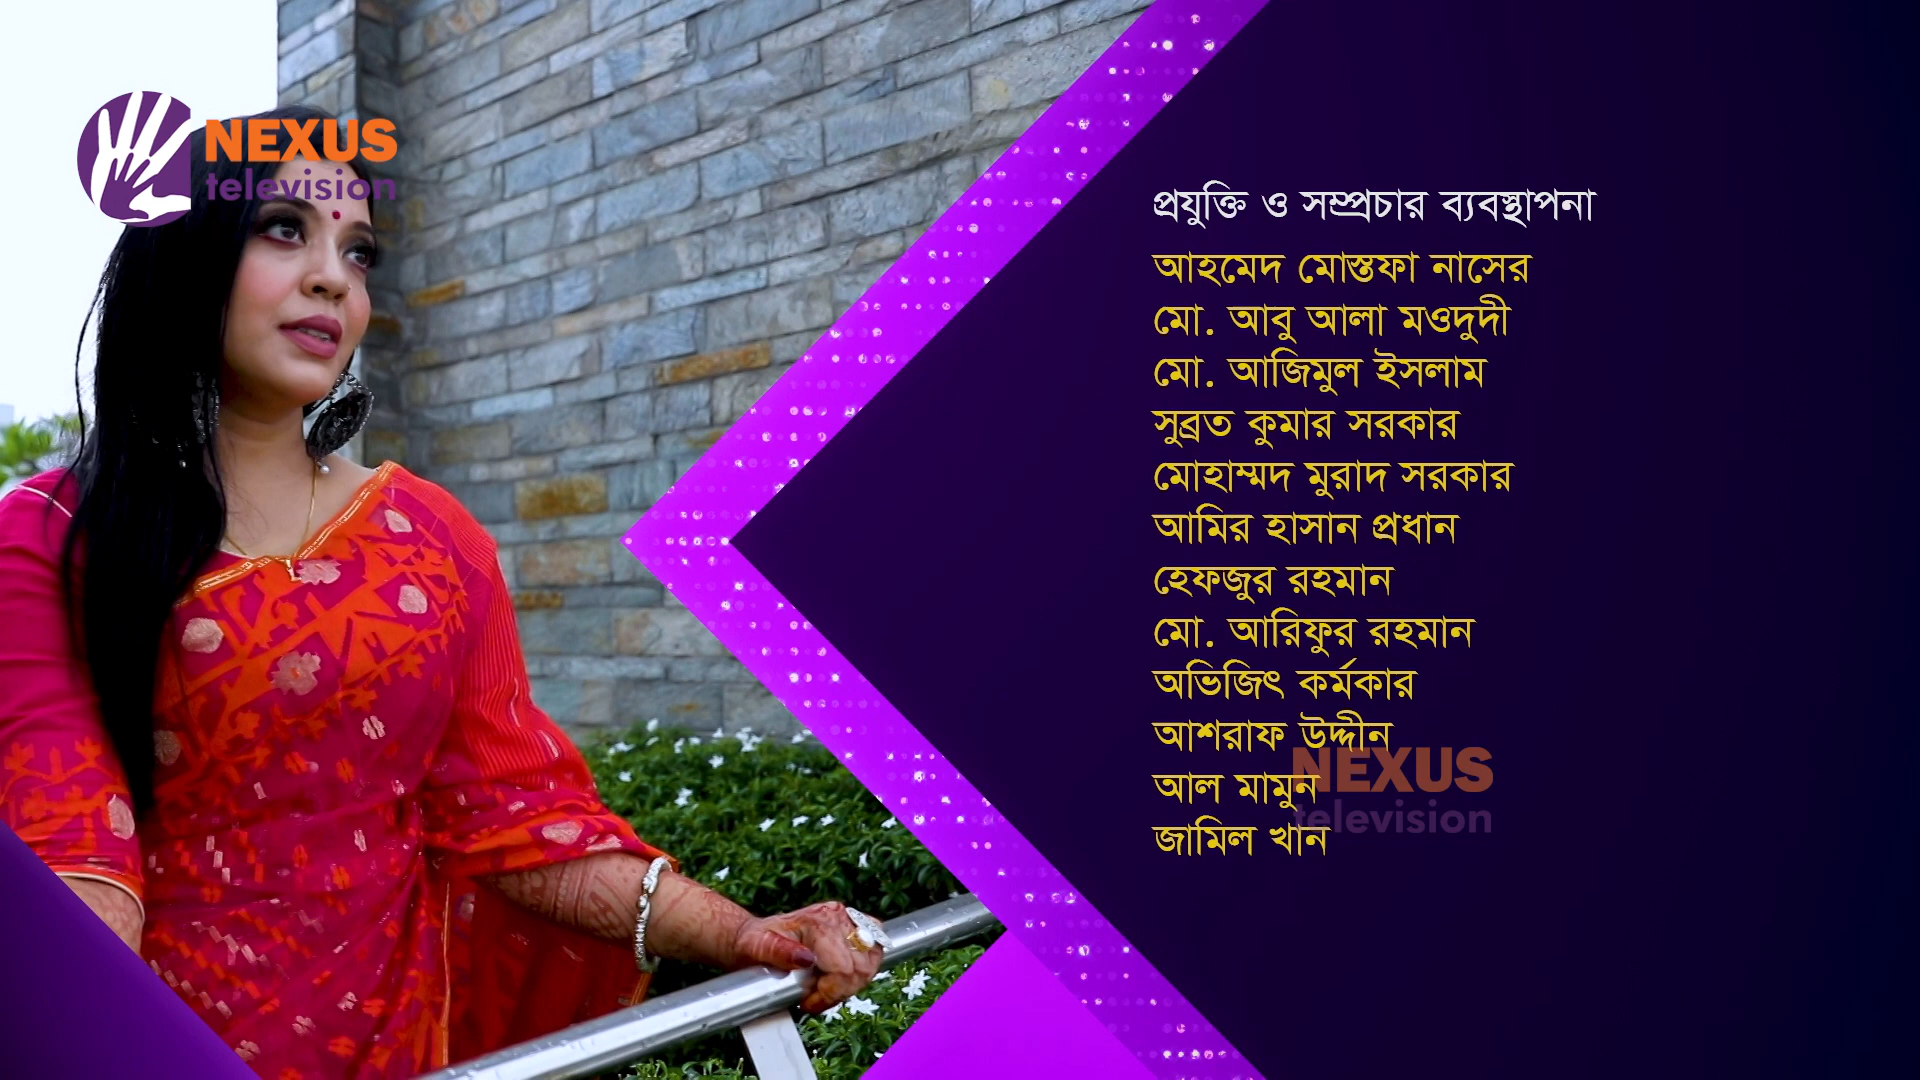 NEXUS
television
প্রযুক্তি ও সম্প্রচার ব্যবস্থাপনা
আহমেদ মোস্তফা নাসের
মো. আবু আলা মওদুদী
মো. আজিমুল ইসলাম
সুব্রত কুমার সরকার
মোহাম্মদ মুরাদ সরকার
আমির হাসান প্রধান
হেফজুর রহমান
মো. আরিফুর রহমান
অভিজিৎ কর্মকার
আশরাফ উদ্দীন
আল মামুন
জামিল খান
NEXUS
television